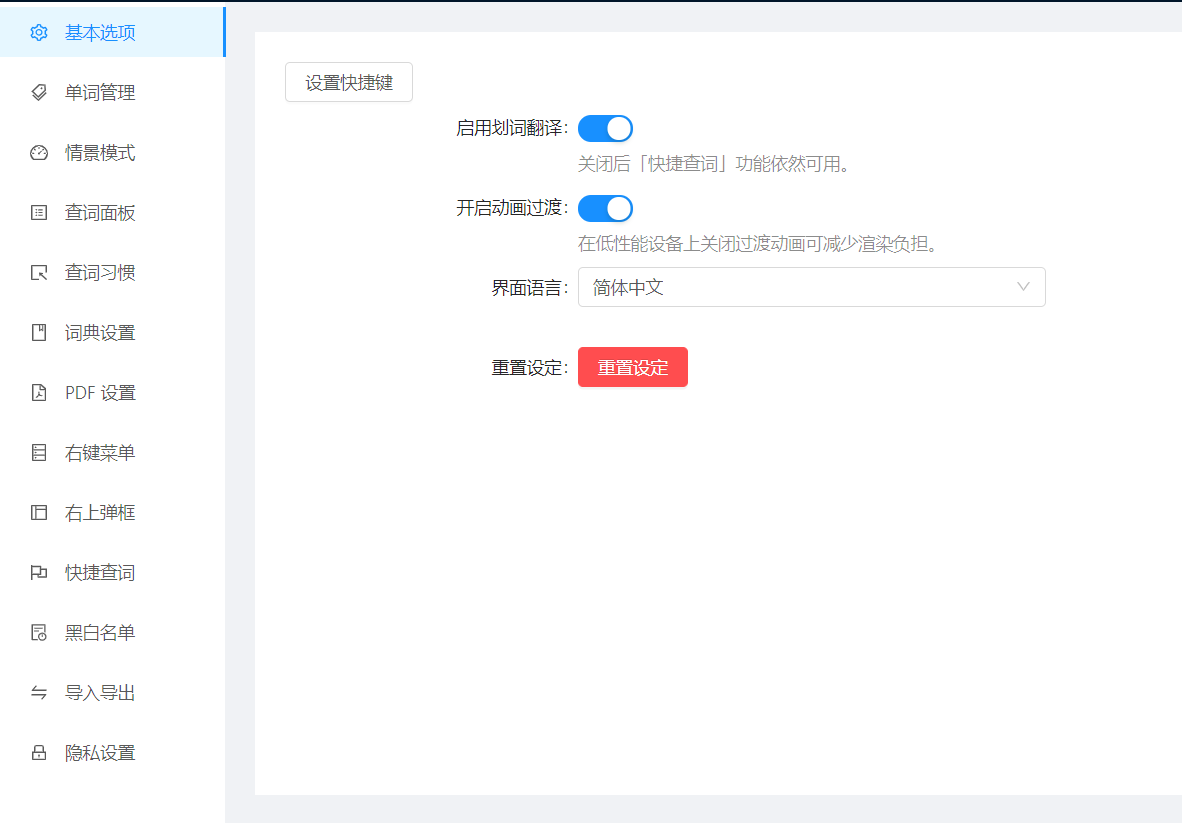 基本选项
单词管理
情景模式
查词面板
查词习惯
词典设置
PDF 设置
右键菜单
右上弹框
快捷查词
黑白名单
导入导出
隐私设置
设置快捷键
启用划词翻译:
关闭后「快捷查词」功能依然可用。
开启动画过渡:
在低性能设备上关闭过渡动画可减少渲染负担。
界面语言: 简体中文
重置设定: 重置设定